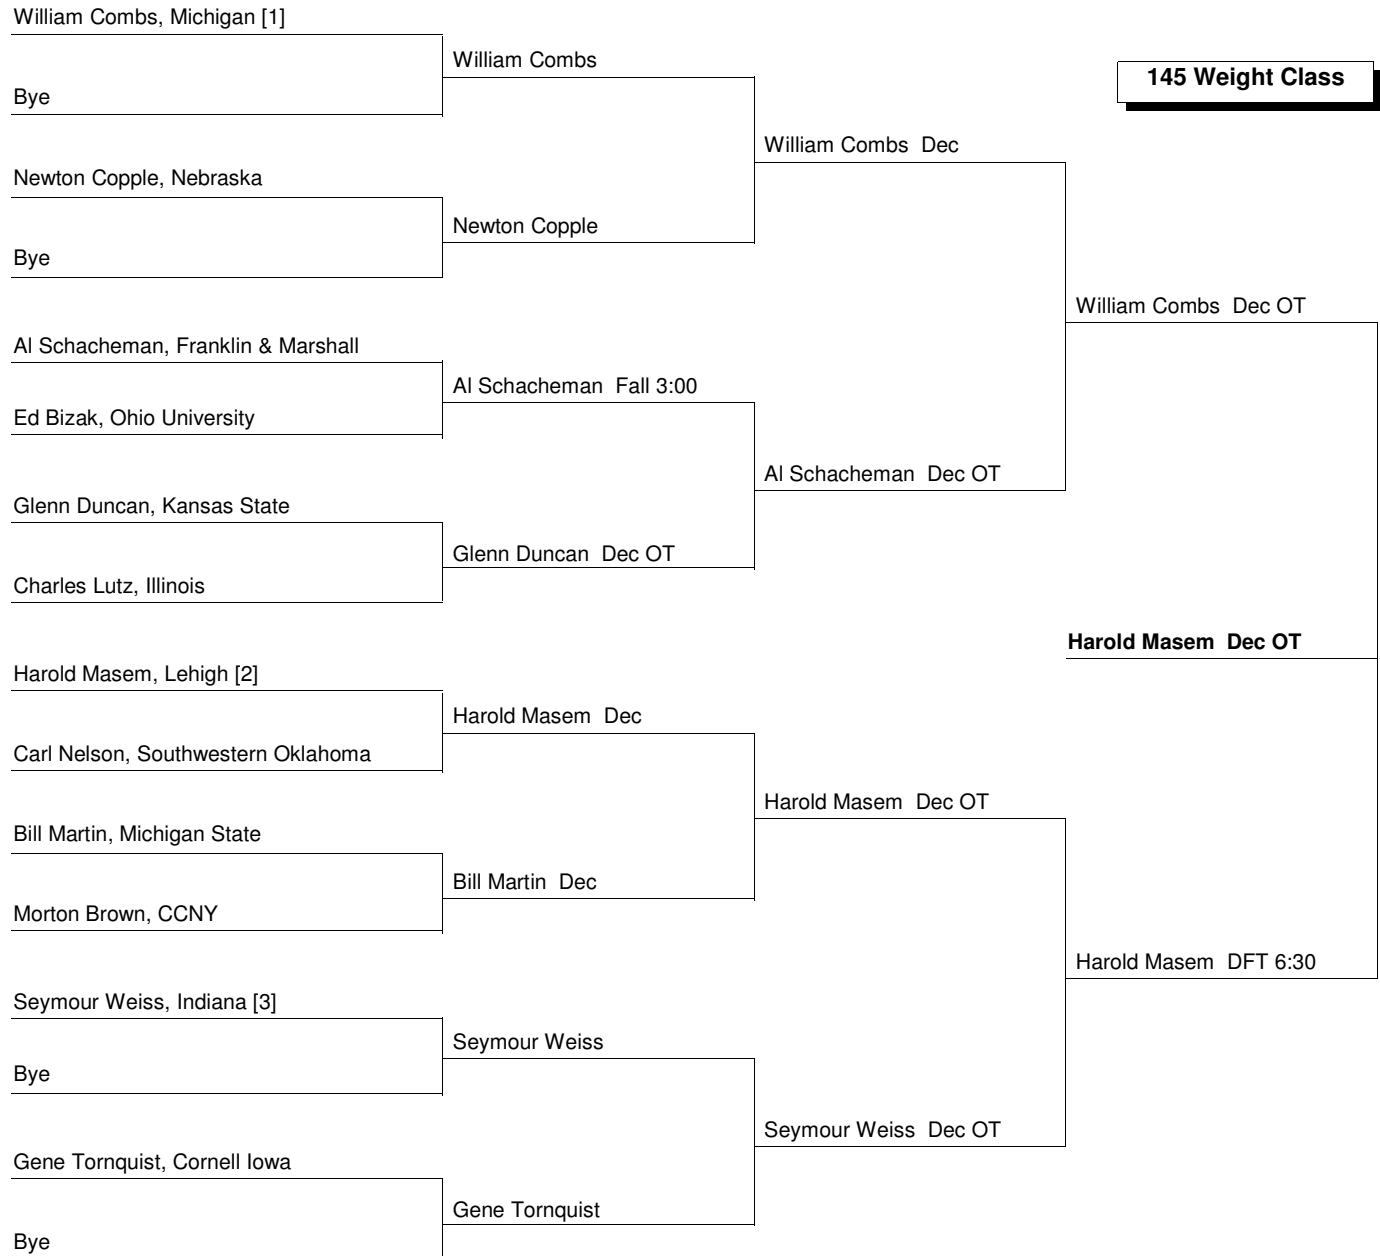 William Combs, Michigan [1]
William Combs
145 Weight Class
Bye
William Combs  Dec
Newton Copple, Nebraska
Newton Copple
Bye
William Combs  Dec OT
Al Schacheman, Franklin & Marshall
Al Schacheman  Fall 3:00
Ed Bizak, Ohio University
Al Schacheman  Dec OT
Glenn Duncan, Kansas State
Glenn Duncan  Dec OT
Charles Lutz, Illinois
Harold Masem  Dec OT
Harold Masem, Lehigh [2]
Harold Masem  Dec
Carl Nelson, Southwestern Oklahoma
Harold Masem  Dec OT
Bill Martin, Michigan State
Bill Martin  Dec
Morton Brown, CCNY
Harold Masem  DFT 6:30
Seymour Weiss, Indiana [3]
Seymour Weiss
Bye
Seymour Weiss  Dec OT
Gene Tornquist, Cornell Iowa
Gene Tornquist
Bye